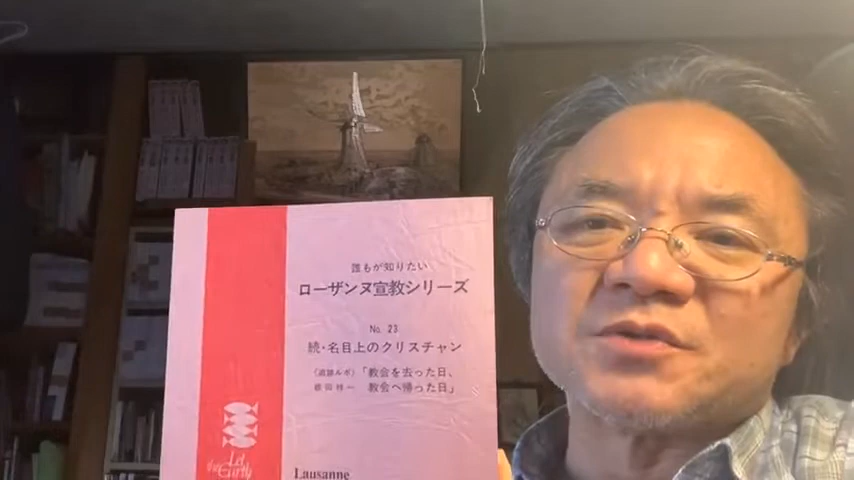 誰もが知りたい
ローザンヌ宣教シリーズ
No. 23
続・名目上のクリスチャン
〈追跡ルポ〉「教会を去った日、
教会へ帰った日」
Let
the Earth
Lausanne